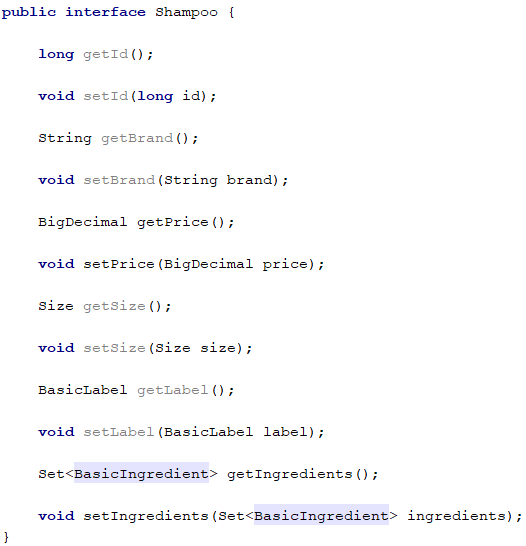 public interface Shampoo {
long getId();
void setId(long id);
String getBrand();
void setBrand(String brand);
BigDecimal getPrice();
void setPrice(BigDecimal price);
Size getSize();
void setSize(Size size);
BasicLabel getLabel();
void setLabel(BasicLabel label);
Set<BasicIngredient> getIngredients();
void setIngredients(Set<BasicIngredient> ingredients);
}